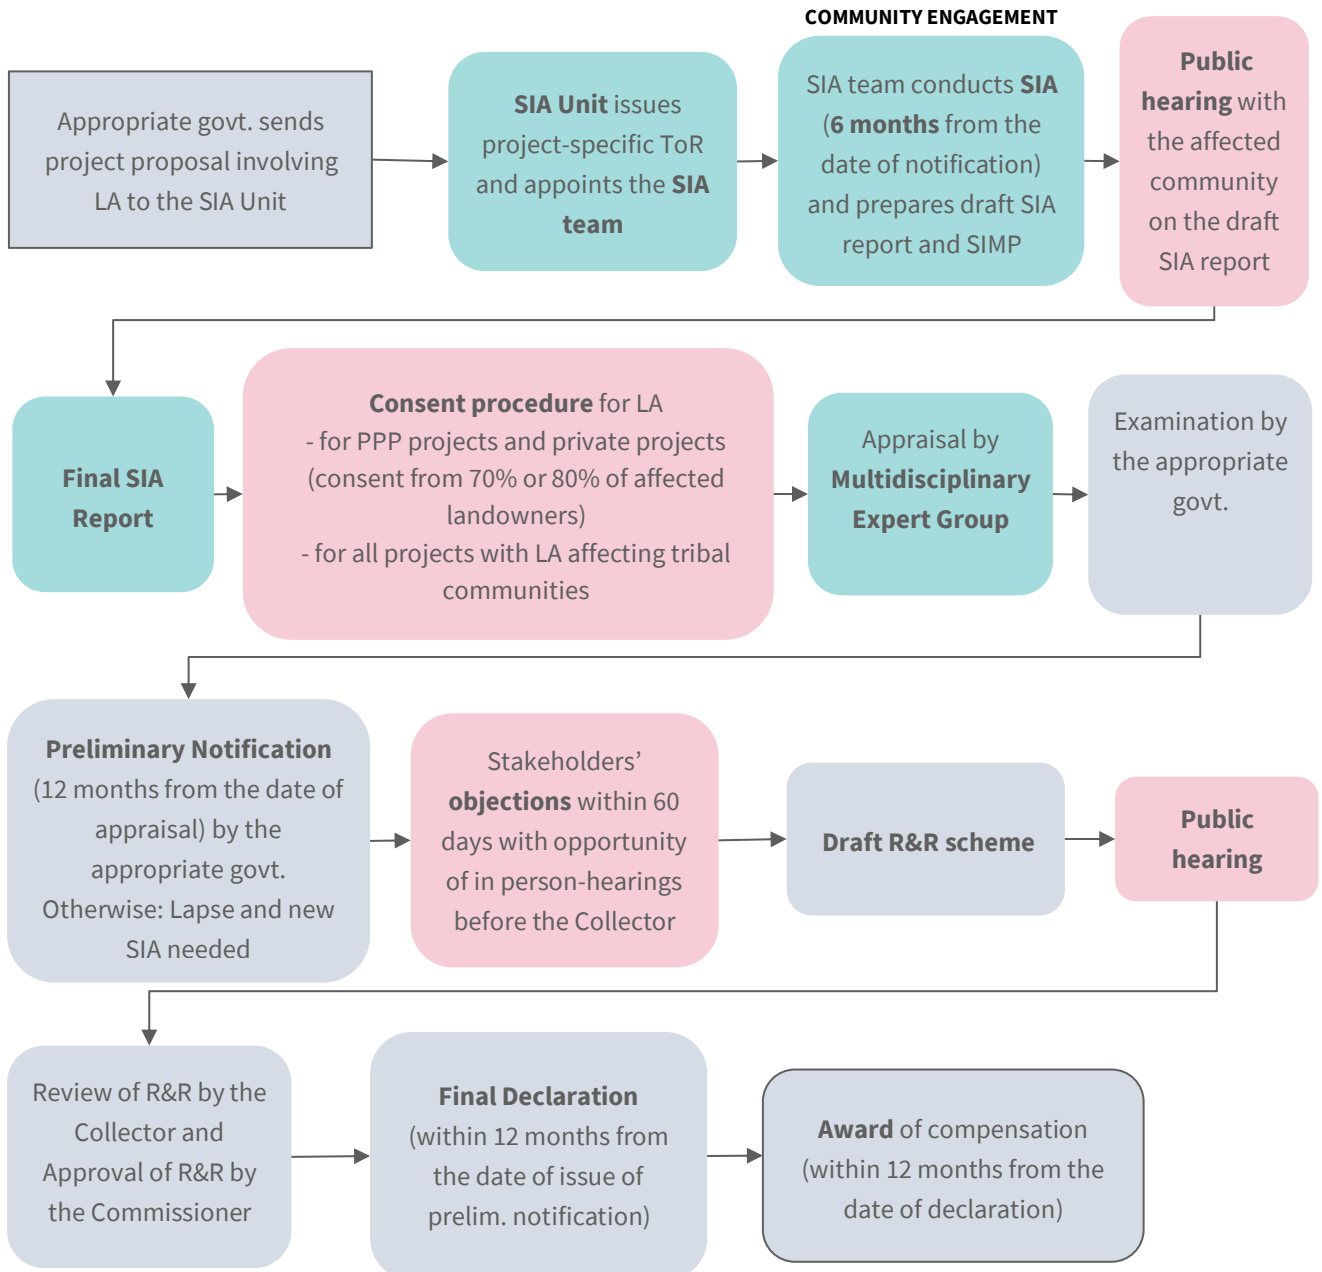 COMMUNITY ENGAGEMENT
Appropriate govt. sends
project proposal involving
LA to the SIA Unit
SIA Unit issues
project-specific ToR
and appoints the SIA
team
SIA team conducts SIA
(6 months from the
date of notification)
and prepares draft SIA
report and SIMP
Public
hearing with
the affected
community
on the draft
SIA report
Final SIA
Report
Consent procedure for LA
- for PPP projects and private projects
(consent from 70% or 80% of affected
landowners)
- for all projects with LA affecting tribal
communities
Appraisal by
Multidisciplinary
Expert Group
Examination by
the appropriate
govt.
Preliminary Notification
(12 months from the date of
appraisal) by the
appropriate govt.
Otherwise: Lapse and new
SIA needed
Stakeholders’
objections within 60
days with opportunity
of in person-hearings
before the Collector
Draft R&R scheme
Public
hearing
Review of R&R by the
Collector and
Approval of R&R by
the Commissioner
Final Declaration
(within 12 months from
the date of issue of
prelim. notification)
Award of compensation
(within 12 months from the
date of declaration)